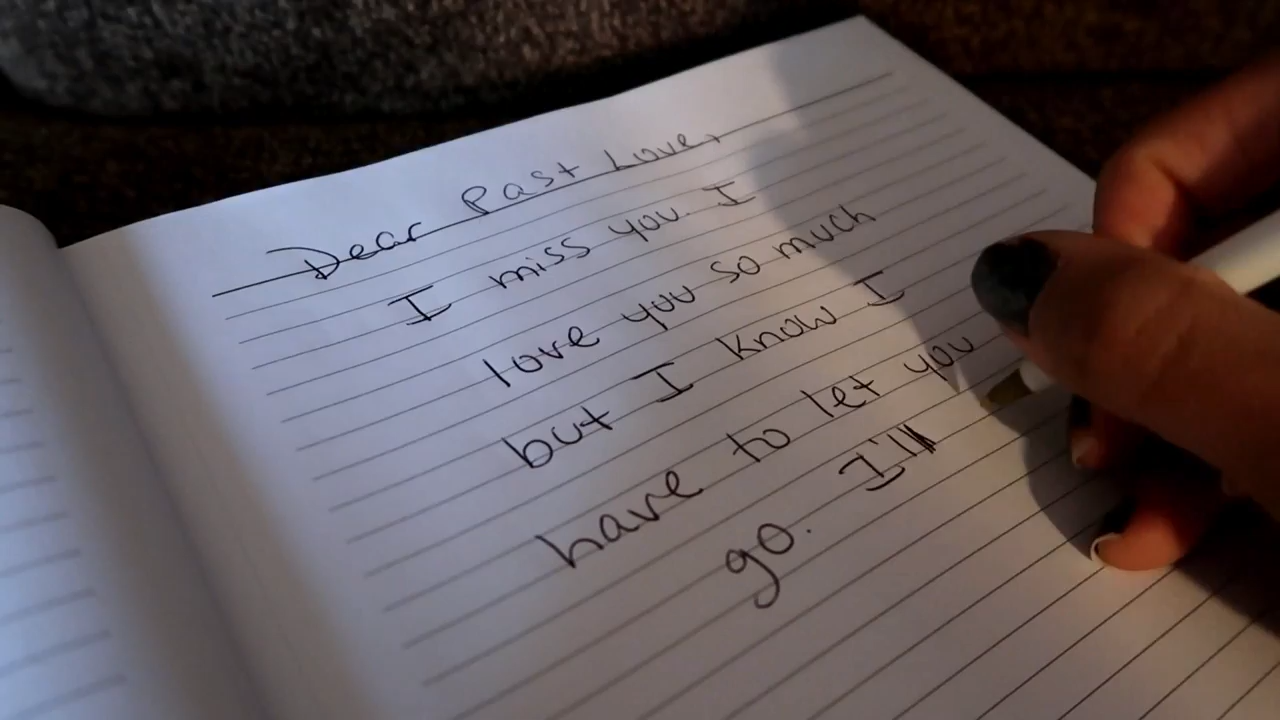 Dear Past Love,
I miss you. I
love you so much
but I know I
have to let you
go. I'll